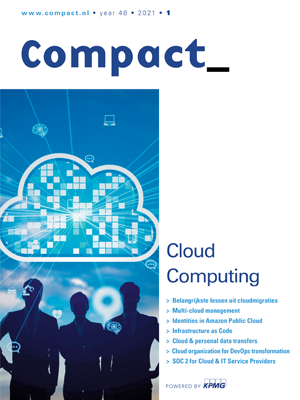 www.compact.nl • year 48 • 2021 • 1
Compact_
Cloud
Computing
> Belangrijkste lessen uit cloudmigraties
> Multi-cloud management
> Identities in Amazon Public Cloud
> Infrastructure as Code
> Cloud & personal data transfers
> Cloud organization for DevOps transformation
> SOC 2 for Cloud & IT Service Providers
POWERED BY KPMG